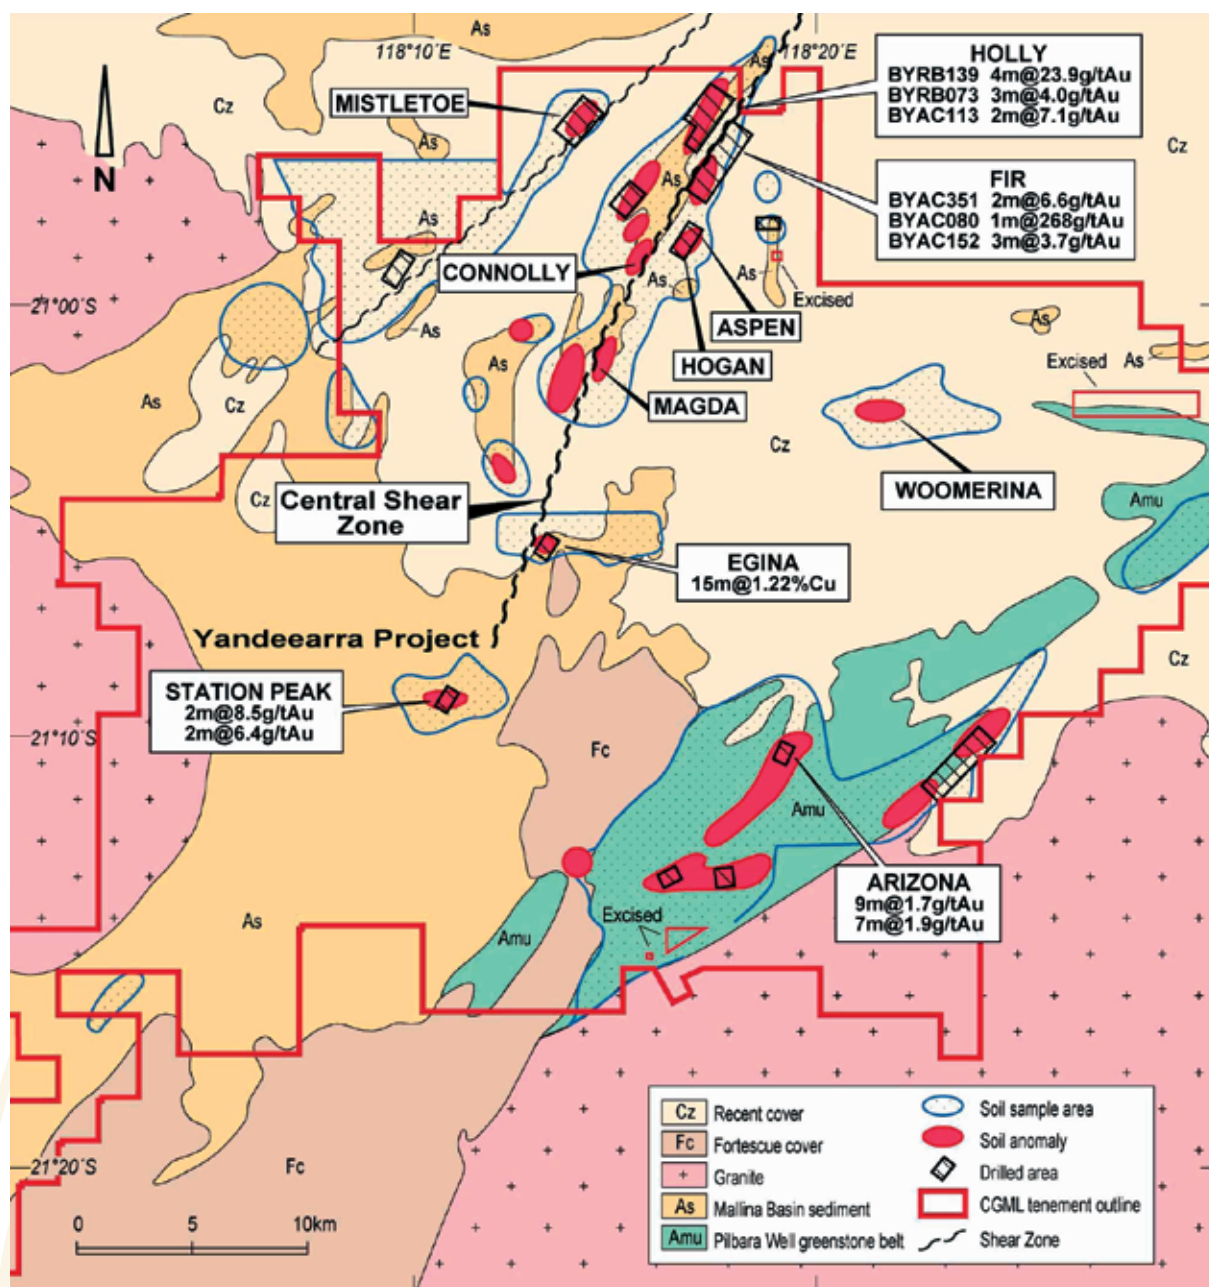 As
118°10´E
118°20´E
As
Cz
MISTLETOE
HOLLY
BYRB139 4m@23.9g/tAu
BYRB073 3m@4.0g/tAu
BYAC113 2m@7.1g/tAu
N
As
As
Cz
FIR
BYAC351 2m@6.6g/tAu
BYAC080 1m@268g/tAu
BYAC152 3m@3.7g/tAu
As
CONNOLLY
As
As
Excised
21°00´S
As
ASPEN
As
HOGAN
Excised
As
As
As
Cz
MAGDA
Cz
Cz
WOOMERINA
Central Shear
Zone
Amu
EGINA
15m@1.22%Cu
Yandeearra Project
Cz
STATION PEAK
2m@8.5g/tAu
2m@6.4g/tAu
21°10´S
Fc
Amu
ARIZONA
9m@1.7g/tAu
7m@1.9g/tAu
As
Excised
Amu
21°20´S
Fc
0 5 10km
Cz Recent cover
Fc Fortescue cover
+ Granite
As Mallina Basin sediment
Amu Pilbara Well greenstone belt
Soil sample area
Soil anomaly
Drilled area
CGML tenement outline
Shear Zone